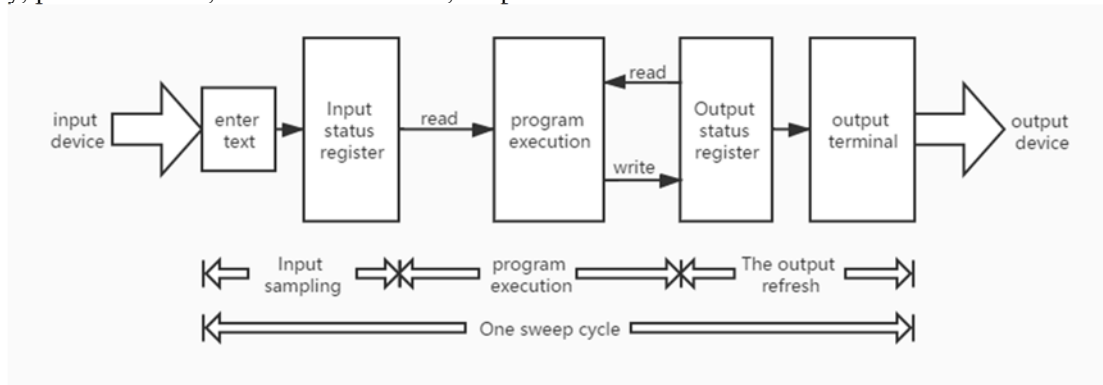 input
device
enter
text
Input
status
register
read
program
execution
read
write
Output
status
register
output
terminal
output
device
Input
sampling
program
execution
The output
refresh
One sweep cycle